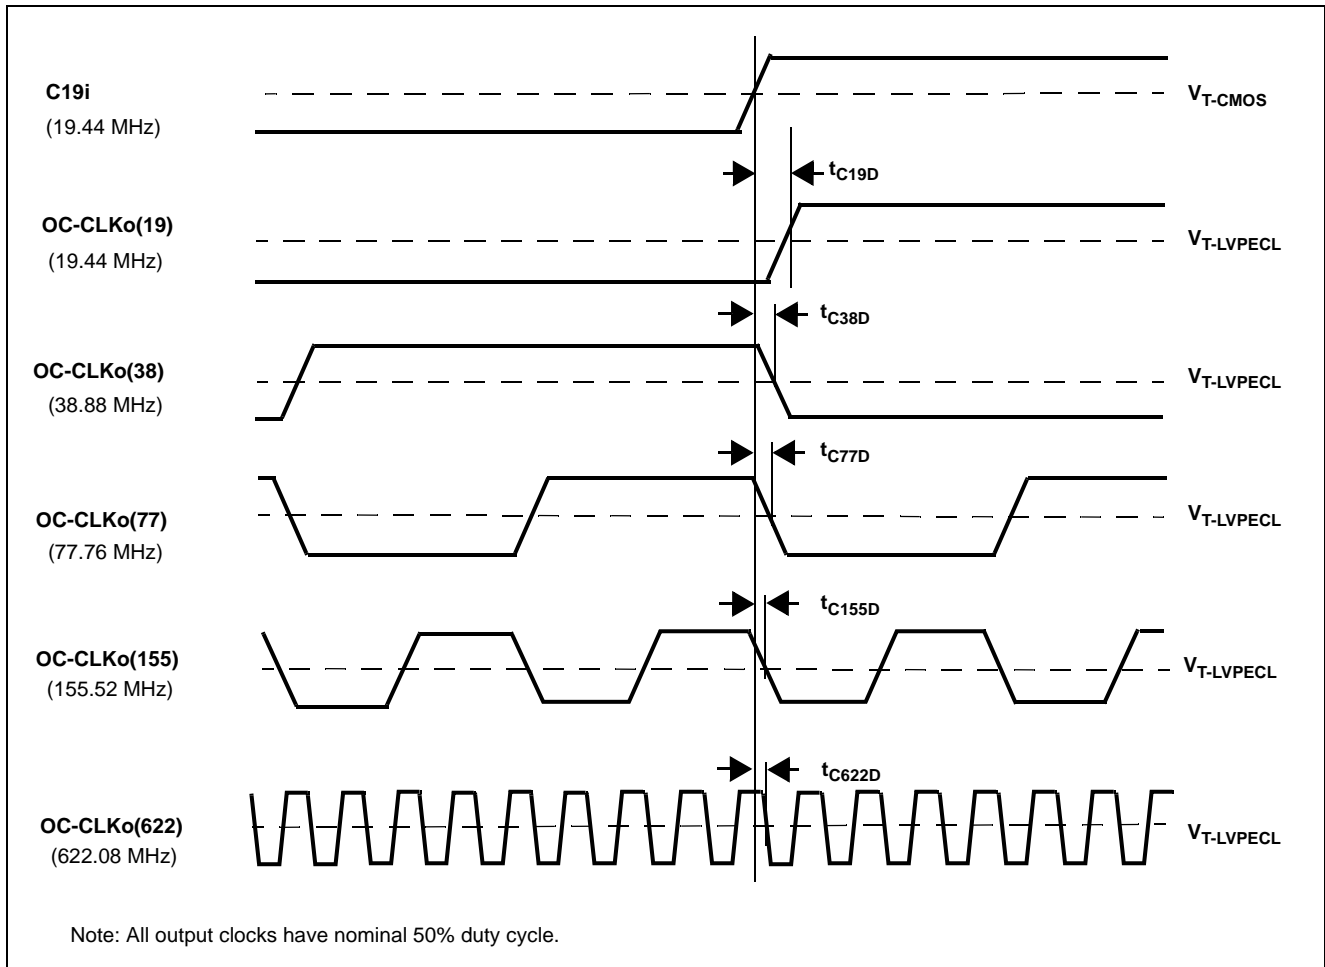 C19i
(19.44 MHz)
VT-CMOS
tC19D
OC-CLKo(19)
(19.44 MHz)
VT-LVPECL
tC38D
OC-CLKo(38)
(38.88 MHz)
VT-LVPECL
tC77D
OC-CLKo(77)
(77.76 MHz)
VT-LVPECL
tC155D
OC-CLKo(155)
(155.52 MHz)
VT-LVPECL
tC622D
OC-CLKo(622)
(622.08 MHz)
VT-LVPECL
Note: All output clocks have nominal 50% duty cycle.